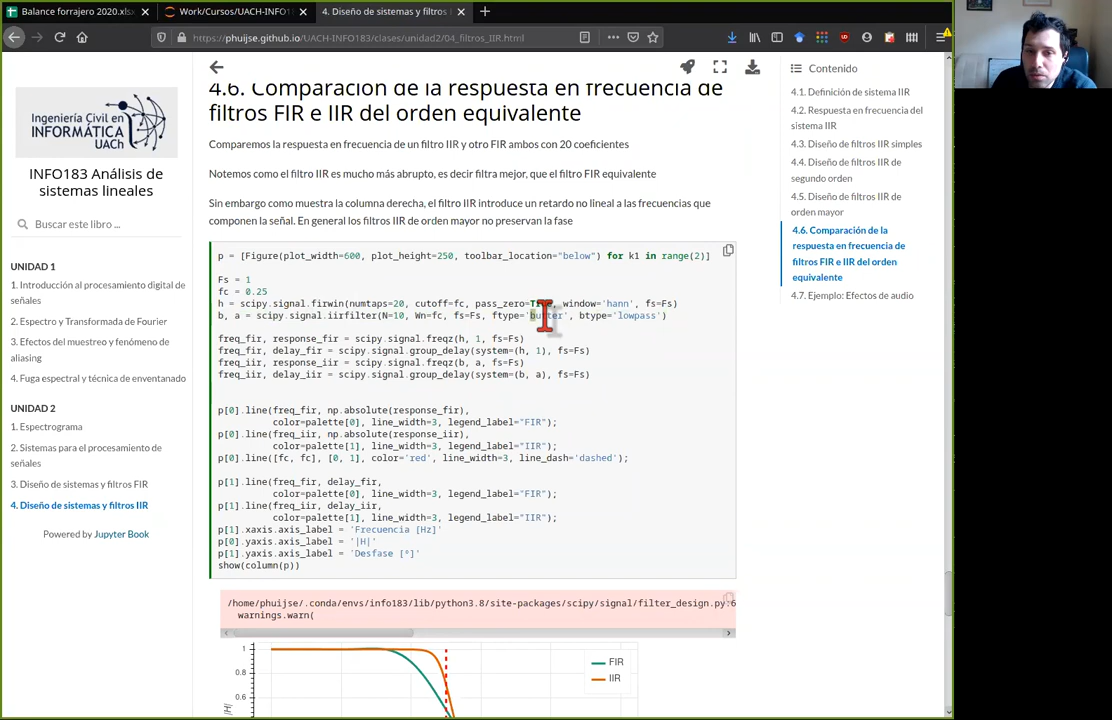 Balance forrajero 2020.xlsx
Work/Cursos/UACH-INFO1
4. Diseño de sistemas y filtros
https://phuijse.github.io/UACH-INFO183/clases/unidad2/04_filtros_IIR.html
Ingeniería Civil en
INFORMÁTICA
UACh
INFO183 Análisis de
sistemas lineales
Buscar este libro ...
UNIDAD 1
1. Introducción al procesamiento digital de
señales
2. Espectro y Transformada de Fourier
3. Efectos del muestreo y fenómeno de
aliasing
4. Fuga espectral y técnica de enventanado
UNIDAD 2
1. Espectrograma
2. Sistemas para el procesamiento de
señales
3. Diseño de sistemas y filtros FIR
4. Diseño de sistemas y filtros IIR
Powered by Jupyter Book
4.6. Comparación de la respuesta en frecuencia de
filtros FIR e IIR del orden equivalente
Comparemos la respuesta en frecuencia de un filtro IIR y otro FIR ambos con 20 coeficientes
Notemos como el filtro IIR es mucho más abrupto, es decir filtra mejor, que el filtro FIR equivalente
Sin embargo como muestra la columna derecha, el filtro IIR introduce un retardo no lineal a las frecuencias que
componen la señal. En general los filtros IIR de orden mayor no preservan la fase
p = [Figure(plot_width=600, plot_height=250, toolbar_location="below") for k1 in range(2)]
Fs = 1
fc = 0.25
h = scipy.signal.firwin(numtaps=20, cutoff=fc, pass_zero=True, window='hann', fs=Fs)
b, a = scipy.signal.iirfilter(N=10, Wn=fc, fs=Fs, ftype='butter', btype='lowpass')
freq_fir, response_fir = scipy.signal.freqz(h, 1, fs=Fs)
freq_fir, delay_fir = scipy.signal.group_delay(system=(h, 1), fs=Fs)
freq_iir, response_iir = scipy.signal.freqz(b, a, fs=Fs)
freq_iir, delay_iir = scipy.signal.group_delay(system=(b, a), fs=Fs)
p[0].line(freq_fir, np.absolute(response_fir),
color=palette[0], line_width=3, legend_label="FIR");
p[0].line(freq_iir, np.absolute(response_iir),
color=palette[1], line_width=3, legend_label="IIR");
p[0].line([fc, fc], [0, 1], color='red', line_width=3, line_dash='dashed');
p[1].line(freq_fir, delay_fir,
color=palette[0], line_width=3, legend_label="FIR");
p[1].line(freq_iir, delay_iir,
color=palette[1], line_width=3, legend_label="IIR");
p[1].xaxis.axis_label = 'Frecuencia [Hz]'
p[0].yaxis.axis_label = '|H|'
p[1].yaxis.axis_label = 'Desfase [°]'
show(column(p))
/home/phuijse/.conda/envs/info183/lib/python3.8/site-packages/scipy/signal/filter_design.py:6
warnings.warn(
1
0.8
0.6
|H|
FIR
IIR
Contenido
4.1. Definición de sistema IIR
4.2. Respuesta en frecuencia del
sistema IIR
4.3. Diseño de filtros IIR simples
4.4. Diseño de filtros IIR de
segundo orden
4.5. Diseño de filtros IIR de
orden mayor
4.6. Comparación de la
respuesta en frecuencia de
filtros FIR e IIR del orden
equivalente
4.7. Ejemplo: Efectos de audio